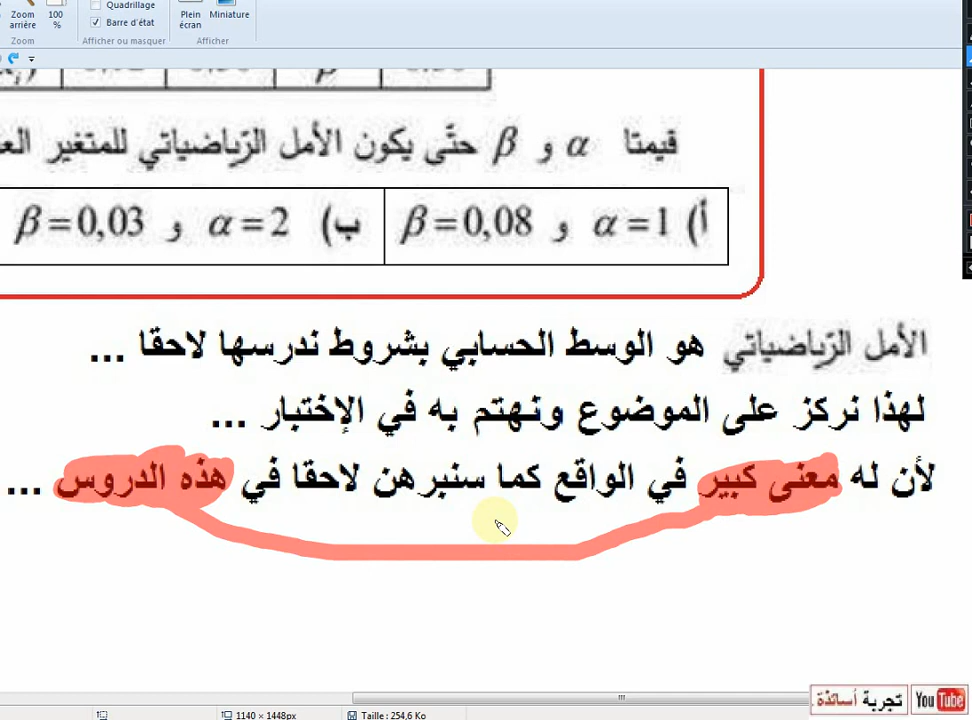 Zoom arrière
100 %
Zoom
Quadrillage
Barre d'état
Afficher ou masquer
Plein écran
Miniature
Afficher
قيمتا α و β حتّى يكون الأمل الرّياضياتي للمتغير
أ) α=1 و β=0,08
ب) α=2 و β=0,03
الأمل الرّياضياتي هو الوسط الحسابي بشروط ندرسها لاحقا ...
لهذا نركز على الموضوع ونهتم به في الإختبار ...
لأن له معنى كبير في الواقع كما سنبرهن لاحقا في هذه الدروس ...
1140 × 1448px
Taille : 254,6 Ko
تجربة أساتذة
YouTube